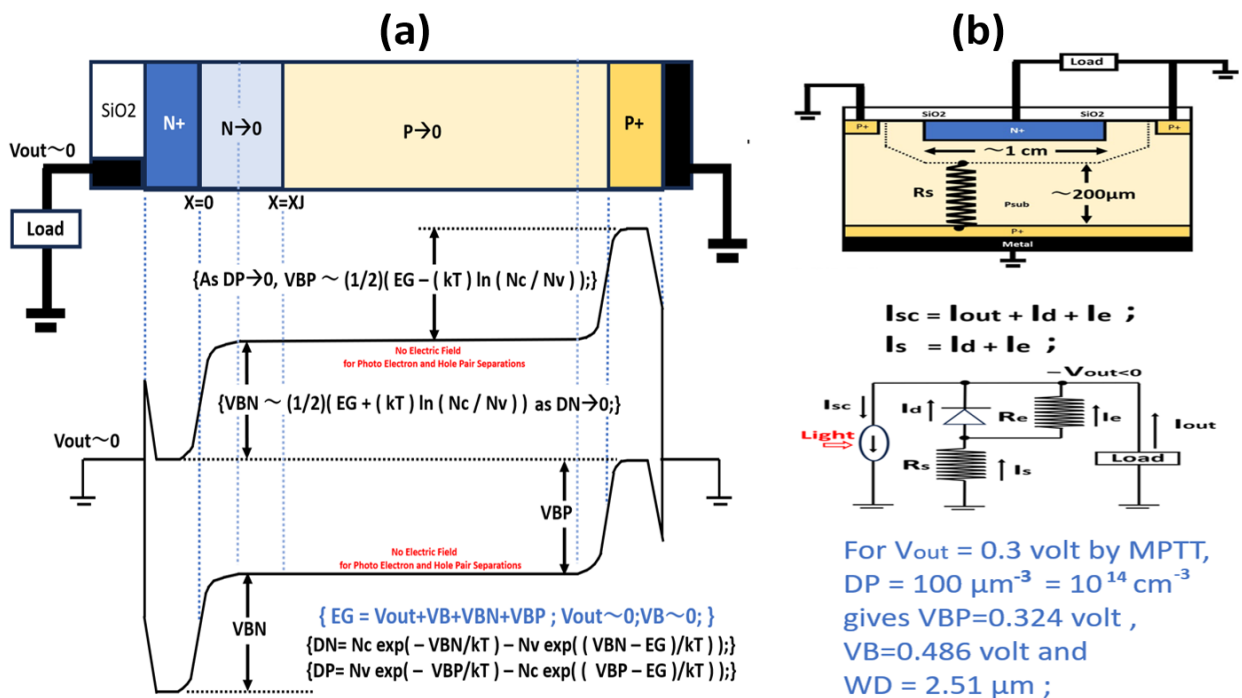 (a)
SiO2
N+
N→0
P→0
P+
Vout~0
X=0
X=XJ
Load
{As DP→0, VBP ~ (1/2)( EG – ( kT ) ln ( Nc / Nv ) );}
No Electric Field
for Photo Electron and Hole Pair Separations
{VBN ~ (1/2)( EG + ( kT ) ln ( Nc / Nv ) ) as DN→0;}
Vout~0
VBP
No Electric Field
for Photo Electron and Hole Pair Separations
VBN
{ EG = Vout+VB+VBN+VBP ; Vout~0;VB~0; }
{DN= Nc exp( – VBN/kT ) – Nv exp( ( VBN – EG )/kT ) );}
{DP= Nv exp( – VBP/kT ) – Nc exp( ( VBP – EG )/kT ) );}
(b)
Load
SiO2
SiO2
P+
N+
P+
~1 cm
Rs
~200μm
Psub
P+
Metal
Isc = Iout + Id + Ie ;
Is = Id + Ie ;
–Vout<0
Isc
Id
Re
Ie
Iout
Light
Rs
Is
Load
For Vout = 0.3 volt by MPTT,
DP = 100 μm⁻³ = 10¹⁴ cm⁻³
gives VBP=0.324 volt ,
VB=0.486 volt and
WD = 2.51 μm ;